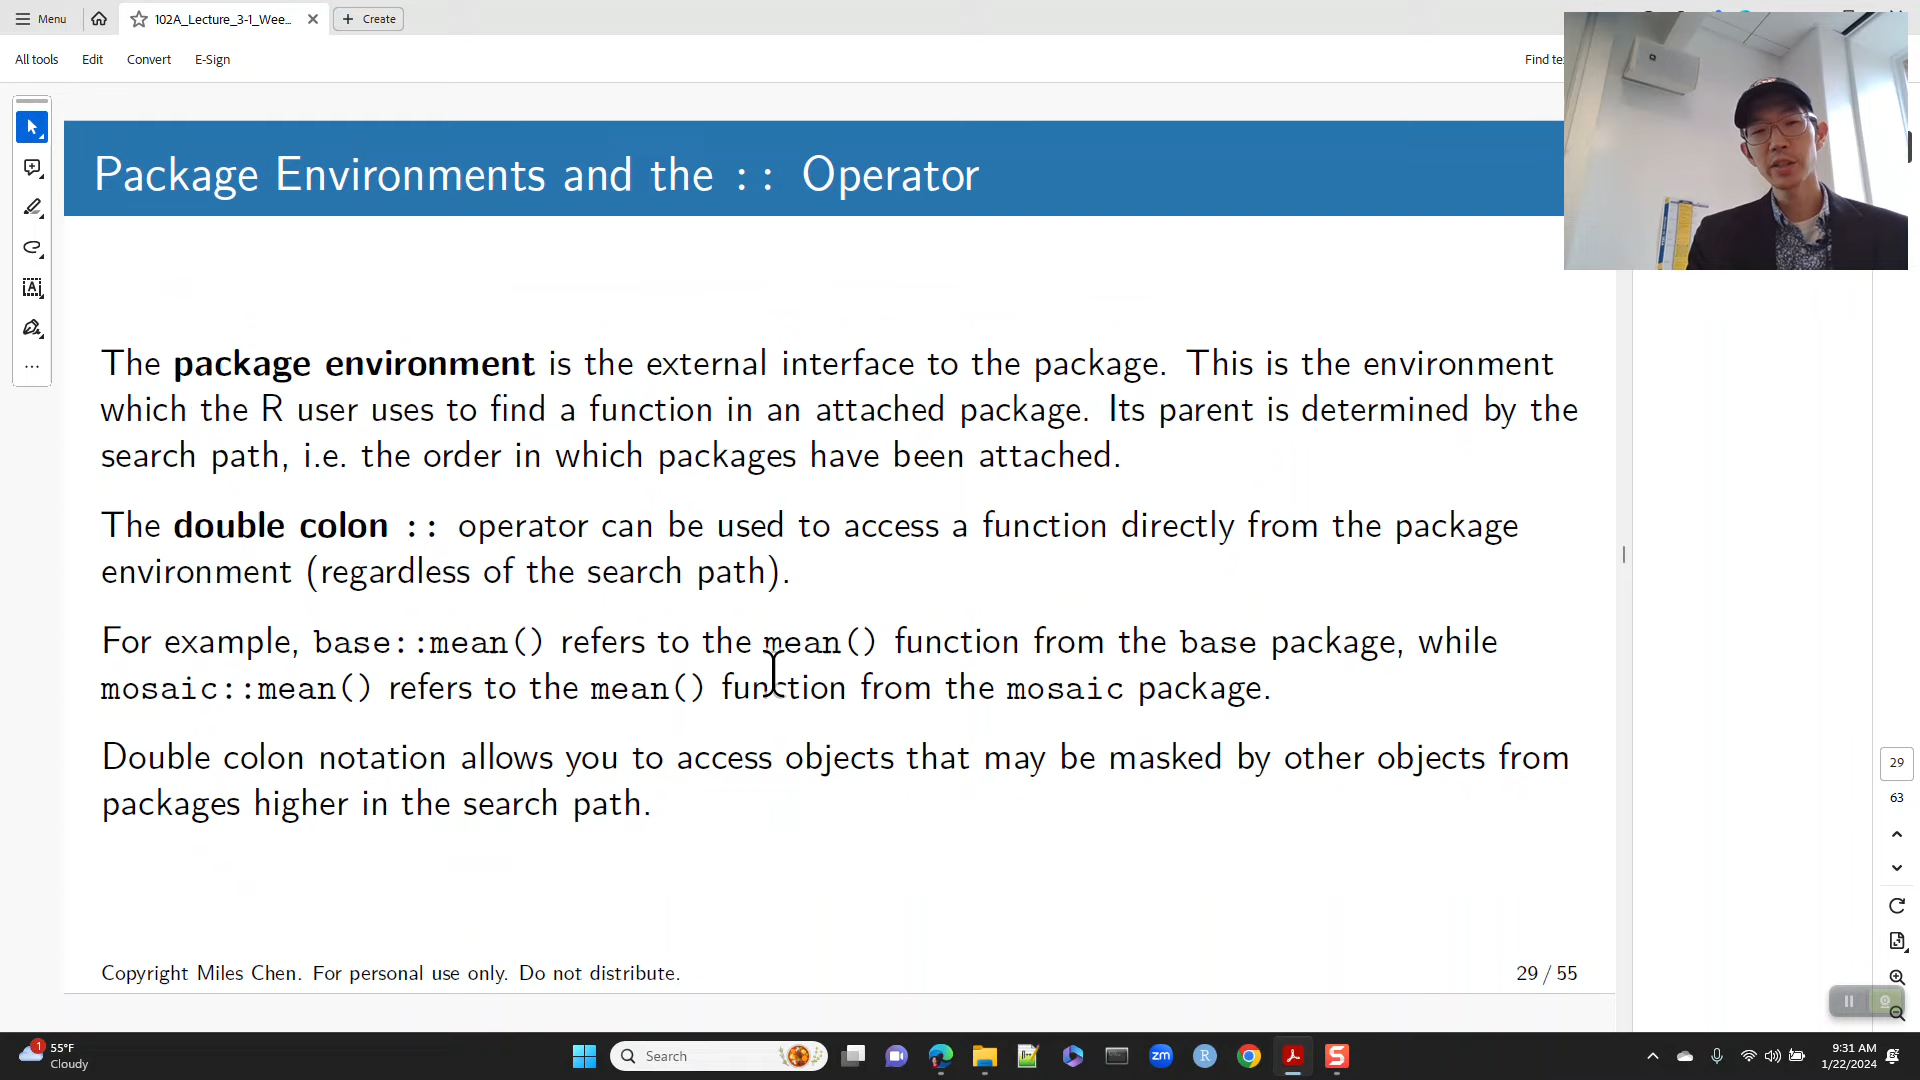 Menu
102A_Lecture_3-1_Wee...
Create
All tools
Edit
Convert
E-Sign
Find te
Package Environments and the :: Operator
The package environment is the external interface to the package. This is the environment
which the R user uses to find a function in an attached package. Its parent is determined by the
search path, i.e. the order in which packages have been attached.
The double colon :: operator can be used to access a function directly from the package
environment (regardless of the search path).
For example, base::mean() refers to the mean() function from the base package, while
mosaic::mean() refers to the mean() function from the mosaic package.
Double colon notation allows you to access objects that may be masked by other objects from
packages higher in the search path.
Copyright Miles Chen. For personal use only. Do not distribute.
29 / 55
29
63
1
55°F
Cloudy
Search
zm
R
S
9:31 AM
1/22/2024